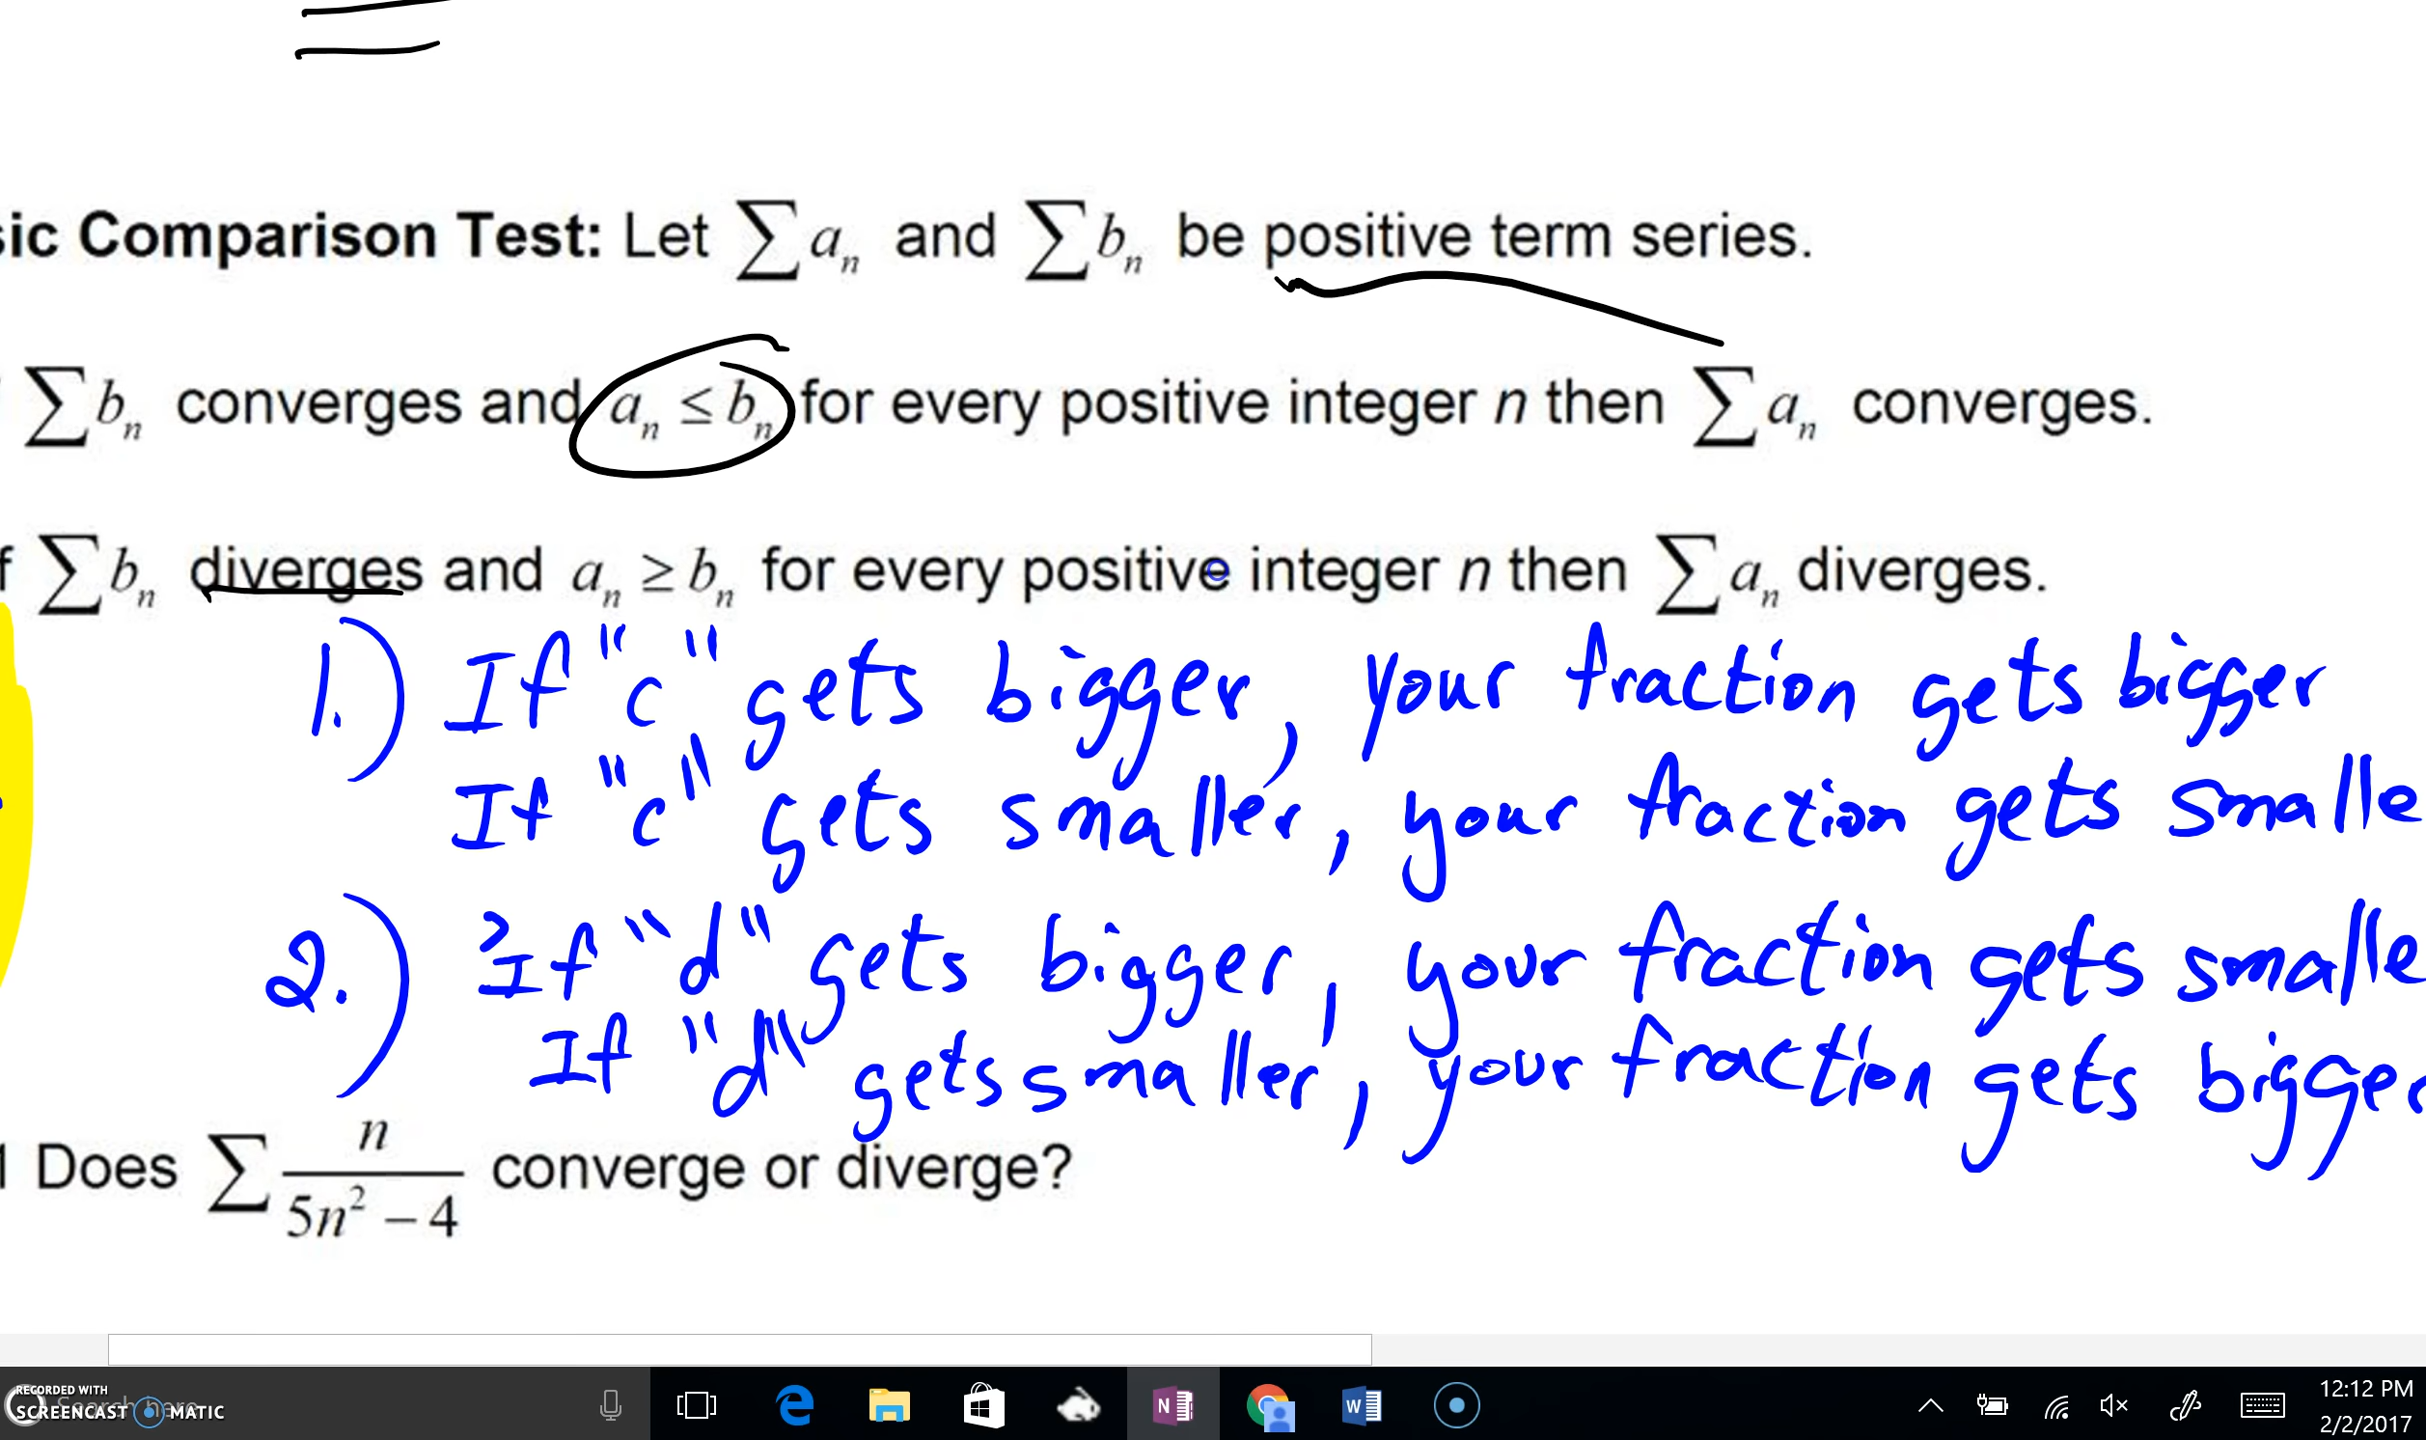 sic Comparison Test: Let ∑aₙ and ∑bₙ be positive term series.
∑bₙ converges and aₙ ≤ bₙ for every positive integer n then ∑aₙ converges.
f ∑bₙ diverges and aₙ ≥ bₙ for every positive integer n then ∑aₙ diverges.
1.) If "c" gets bigger, your fraction gets bigger
If "c" gets smaller, your fraction gets smalle
2.) If "d" gets bigger, your fraction gets smalle
If "d" gets smaller, your fraction gets bigger
1 Does ∑ n/(5n² − 4) converge or diverge?
RECORDED WITH
SCREENCAST MATIC
Search here
12:12 PM
2/2/2017